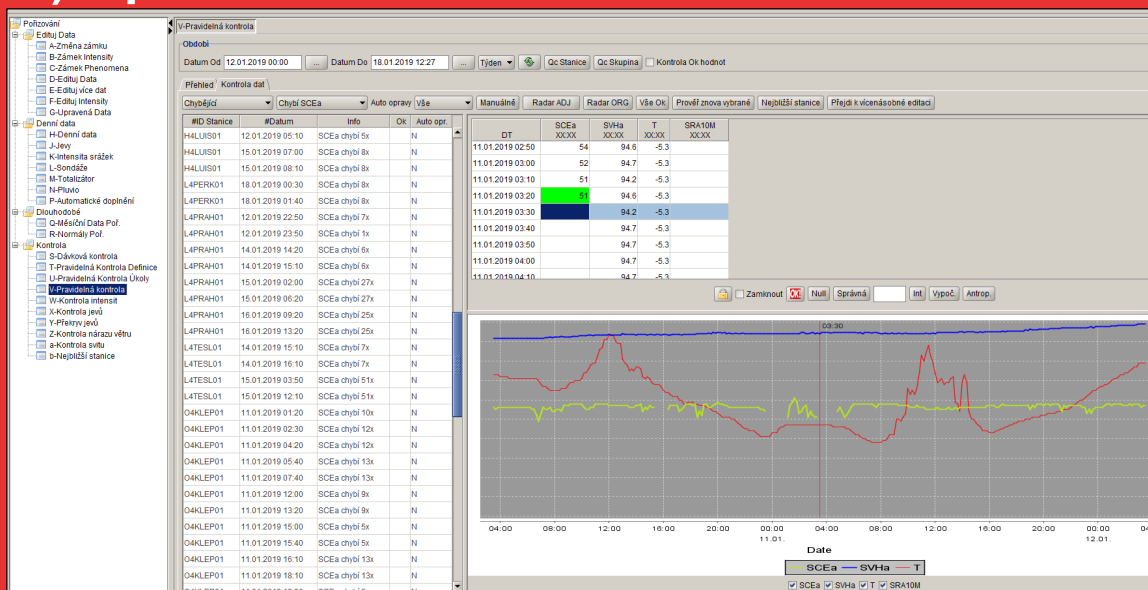 Pořizování
Edituj Data
A-Změna zámku
B-Zámek Intensity
C-Zámek Phenomena
D-Edituj Data
E-Edituj více dat
F-Edituj Intensity
G-Upravená Data
Denní data
H-Denní data
J-Jevy
K-Intensita srážek
L-Sondáže
M-Totalizátor
N-Pluvio
P-Automatické doplnění
Dlouhodobé
Q-Měsíční Data Poř.
R-Normály Poř.
Kontrola
S-Dávková kontrola
T-Pravidelná Kontrola Definice
U-Pravidelná Kontrola Úkoly
V-Pravidelná kontrola
W-Kontrola intensit
X-Kontrola jevů
Y-Překryv jevů
Z-Kontrola nárazu větru
a-Kontrola svitu
b-Nejbližší stanice
V-Pravidelná kontrola
Období
Datum Od 12.01.2019 00:00 ... Datum Do 18.01.2019 12:27 ... Týden Qc Stanice Qc Skupina Kontrola Ok hodnot
Přehled Kontrola dat
Chybějící Chybí SCEa Auto opravy Vše Manuálně Radar ADJ Radar ORG Vše Ok Prověř znova vybrané Nejbližší stanice Přejdi k vícenásobné editaci
#ID Stanice #Datum Info Ok Auto opr.
H4LUIS01 12.01.2019 05:10 SCEa chybí 5x N
H4LUIS01 15.01.2019 07:00 SCEa chybí 8x N
H4LUIS01 15.01.2019 08:10 SCEa chybí 8x N
L4PERK01 18.01.2019 00:30 SCEa chybí 8x N
L4PERK01 18.01.2019 01:40 SCEa chybí 8x N
L4PRAH01 12.01.2019 22:50 SCEa chybí 7x N
L4PRAH01 12.01.2019 23:50 SCEa chybí 1x N
L4PRAH01 14.01.2019 14:20 SCEa chybí 6x N
L4PRAH01 14.01.2019 15:10 SCEa chybí 6x N
L4PRAH01 15.01.2019 02:00 SCEa chybí 27x N
L4PRAH01 15.01.2019 06:20 SCEa chybí 27x N
L4PRAH01 16.01.2019 09:20 SCEa chybí 25x N
L4PRAH01 16.01.2019 13:20 SCEa chybí 25x N
L4TESL01 14.01.2019 15:10 SCEa chybí 7x N
L4TESL01 14.01.2019 16:10 SCEa chybí 7x N
L4TESL01 15.01.2019 03:50 SCEa chybí 51x N
L4TESL01 15.01.2019 12:10 SCEa chybí 51x N
O4KLEP01 11.01.2019 01:20 SCEa chybí 10x N
O4KLEP01 11.01.2019 02:30 SCEa chybí 12x N
O4KLEP01 11.01.2019 04:20 SCEa chybí 12x N
O4KLEP01 11.01.2019 05:40 SCEa chybí 13x N
O4KLEP01 11.01.2019 07:40 SCEa chybí 13x N
O4KLEP01 11.01.2019 12:00 SCEa chybí 9x N
O4KLEP01 11.01.2019 13:20 SCEa chybí 9x N
O4KLEP01 11.01.2019 15:00 SCEa chybí 5x N
O4KLEP01 11.01.2019 15:40 SCEa chybí 5x N
O4KLEP01 11.01.2019 16:10 SCEa chybí 13x N
O4KLEP01 11.01.2019 18:10 SCEa chybí 13x N
SCEa SVHa T SRA10M
DT XX:XX XX:XX XX:XX XX:XX
11.01.2019 02:50 54 94.6 -5.3
11.01.2019 03:00 52 94.7 -5.3
11.01.2019 03:10 51 94.2 -5.3
11.01.2019 03:20 51 94.6 -5.3
11.01.2019 03:30 94.2 -5.3
11.01.2019 03:40 94.7 -5.3
11.01.2019 03:50 94.7 -5.3
11.01.2019 04:00 94.7 -5.3
11.01.2019 04:10 94.7 -5.3
Zamknout OK Null Správná Int Vypoč. Antrop.
03:30
04:00 08:00 12:00 16:00 20:00 00:00 04:00 08:00 12:00 16:00 20:00 00:00
11.01. 12.01.
Date
SCEa SVHa T
SCEa SVHa T SRA10M